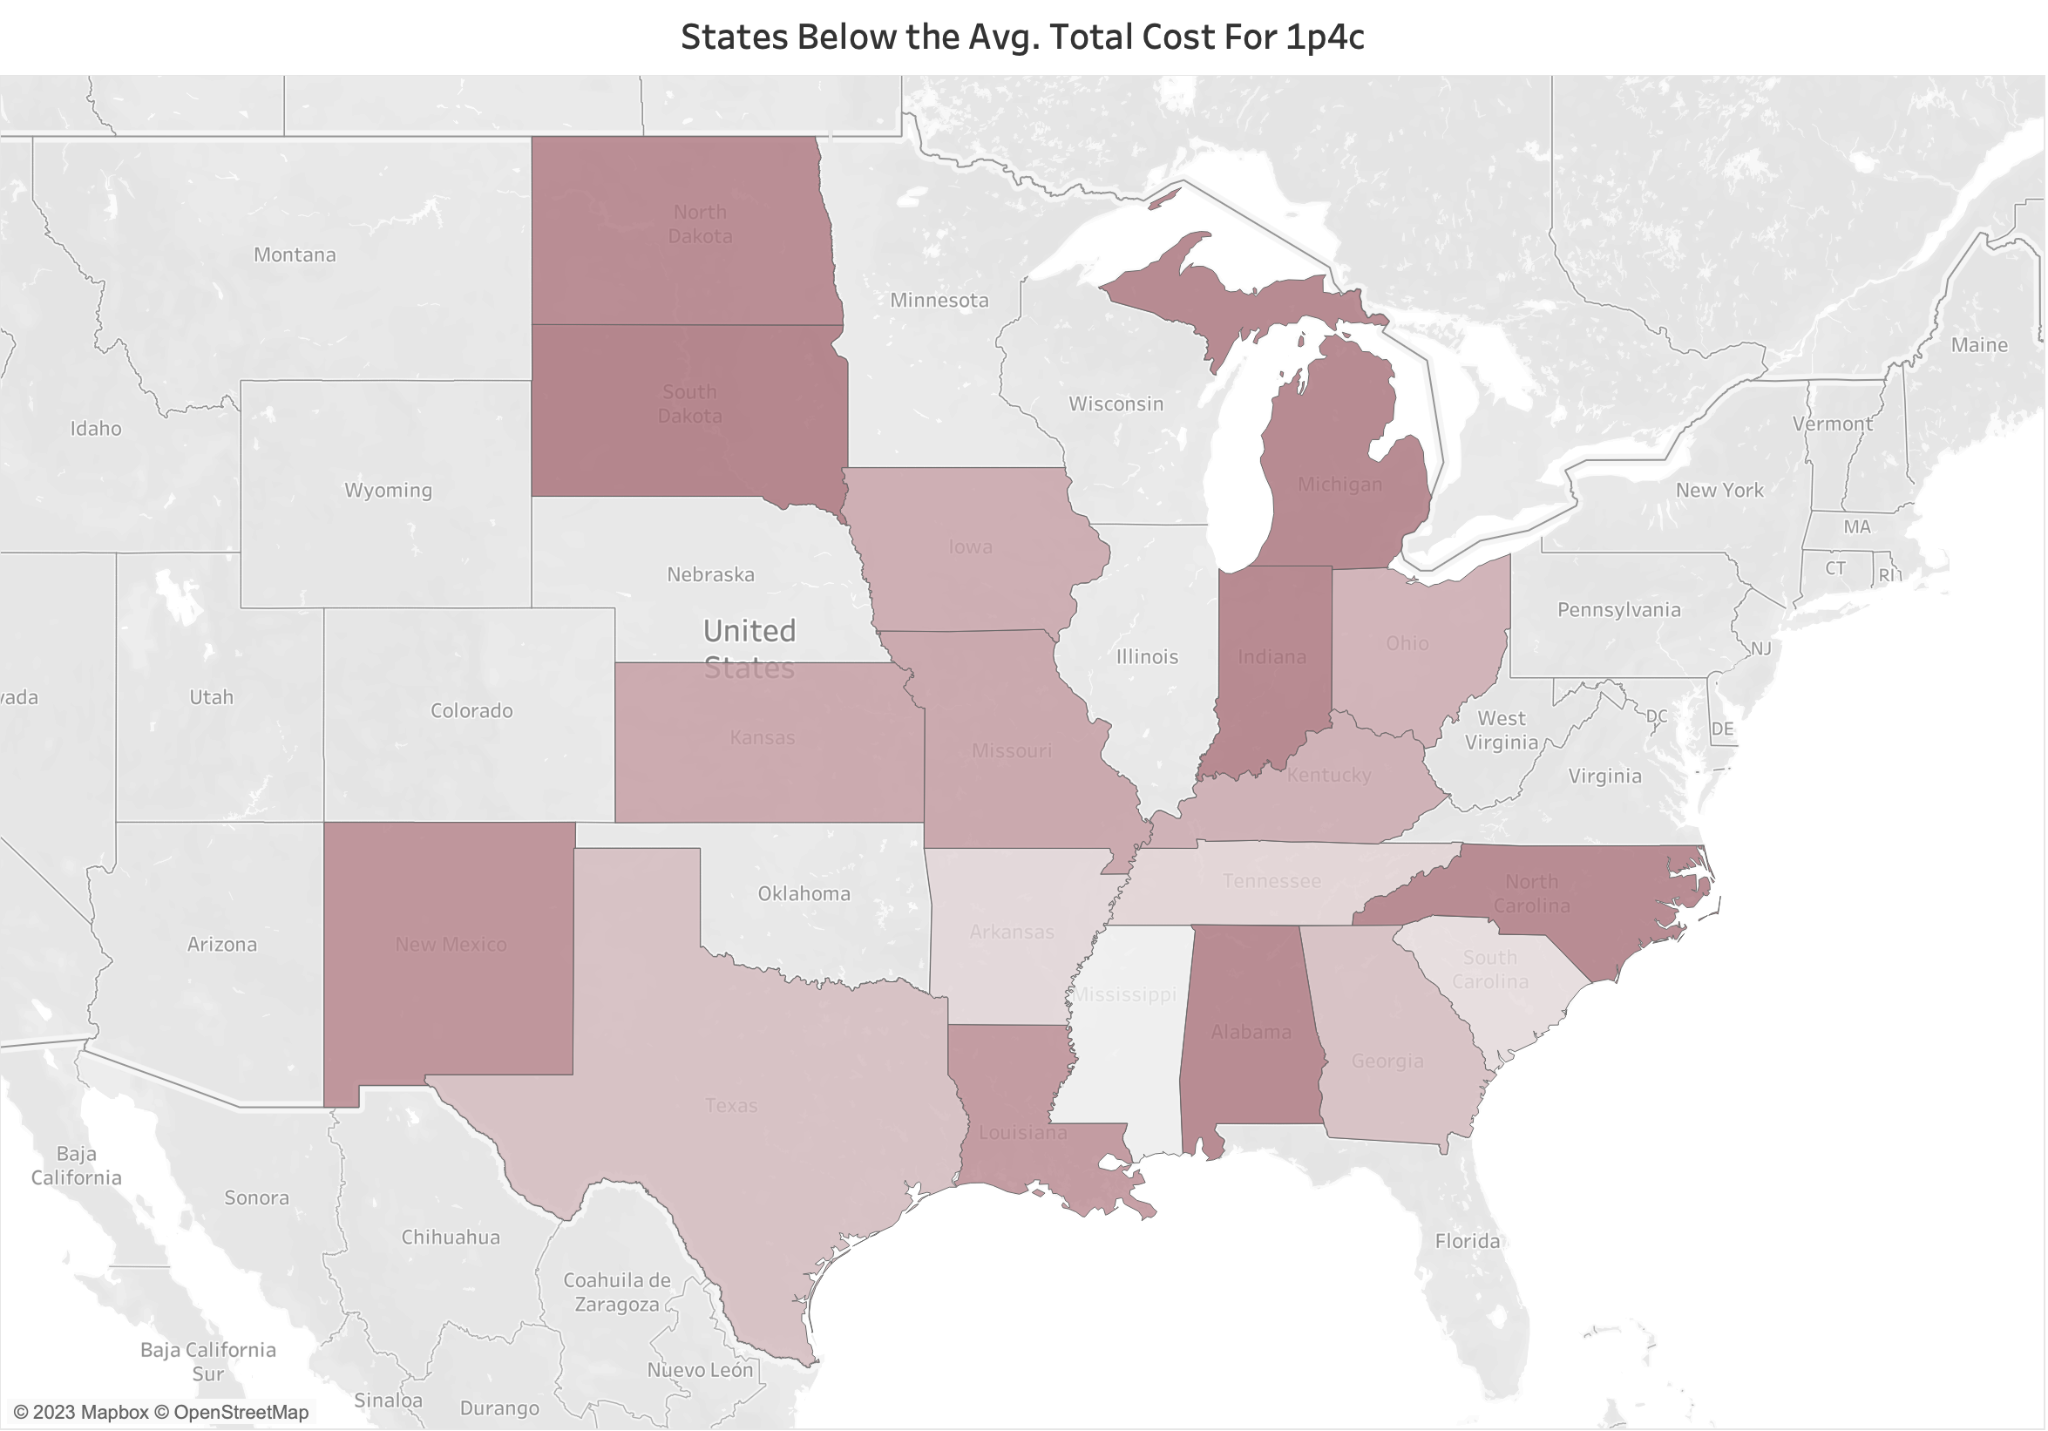 States Below the Avg. Total Cost For 1p4c
North
Dakota
Montana
Minnesota
Maine
South
Dakota
Wisconsin
Vermont
Idaho
Wyoming
Michigan
New York
MA
Iowa
Nebraska
CT
RI
Pennsylvania
United
States
Ohio
NJ
Illinois
Indiana
vada
Utah
Colorado
West
Virginia
DC
DE
Kansas
Missouri
Kentucky
Virginia
Tennessee
Oklahoma
North
Carolina
Arizona
New Mexico
Arkansas
South
Carolina
Mississippi
Alabama
Georgia
Texas
Louisiana
Baja
California
Sonora
Chihuahua
Florida
Coahuila de
Zaragoza
Baja California
Sur
Nuevo León
Sinaloa
Durango
© 2023 Mapbox © OpenStreetMap